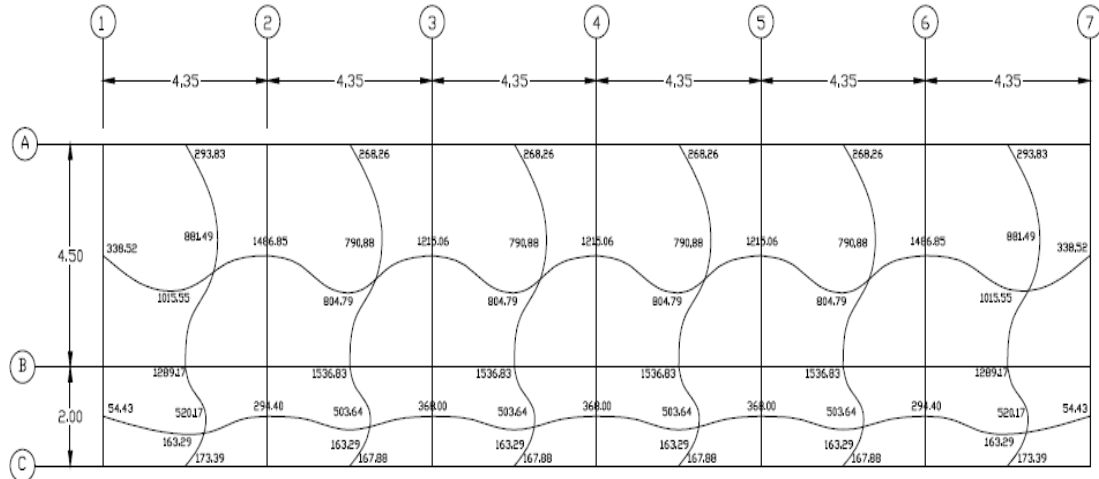 1 2 3 4 5 6 7
4.35 4.35 4.35 4.35 4.35 4.35
A
293.83 268.26 268.26 268.26 268.26 293.83
881.49 790.88 790.88 790.88 790.88 881.49
338.52 1486.85 1215.06 1215.06 1215.06 1486.85 338.52
4.50
1015.55 804.79 804.79 804.79 804.79 1015.55
B
1289.17 1536.83 1536.83 1536.83 1536.83 1289.17
54.43 294.40 368.00 368.00 368.00 294.40 54.43
2.00
520.17 503.64 503.64 503.64 503.64 520.17
163.29 163.29 163.29 163.29 163.29 163.29
C
173.39 167.88 167.88 167.88 167.88 173.39